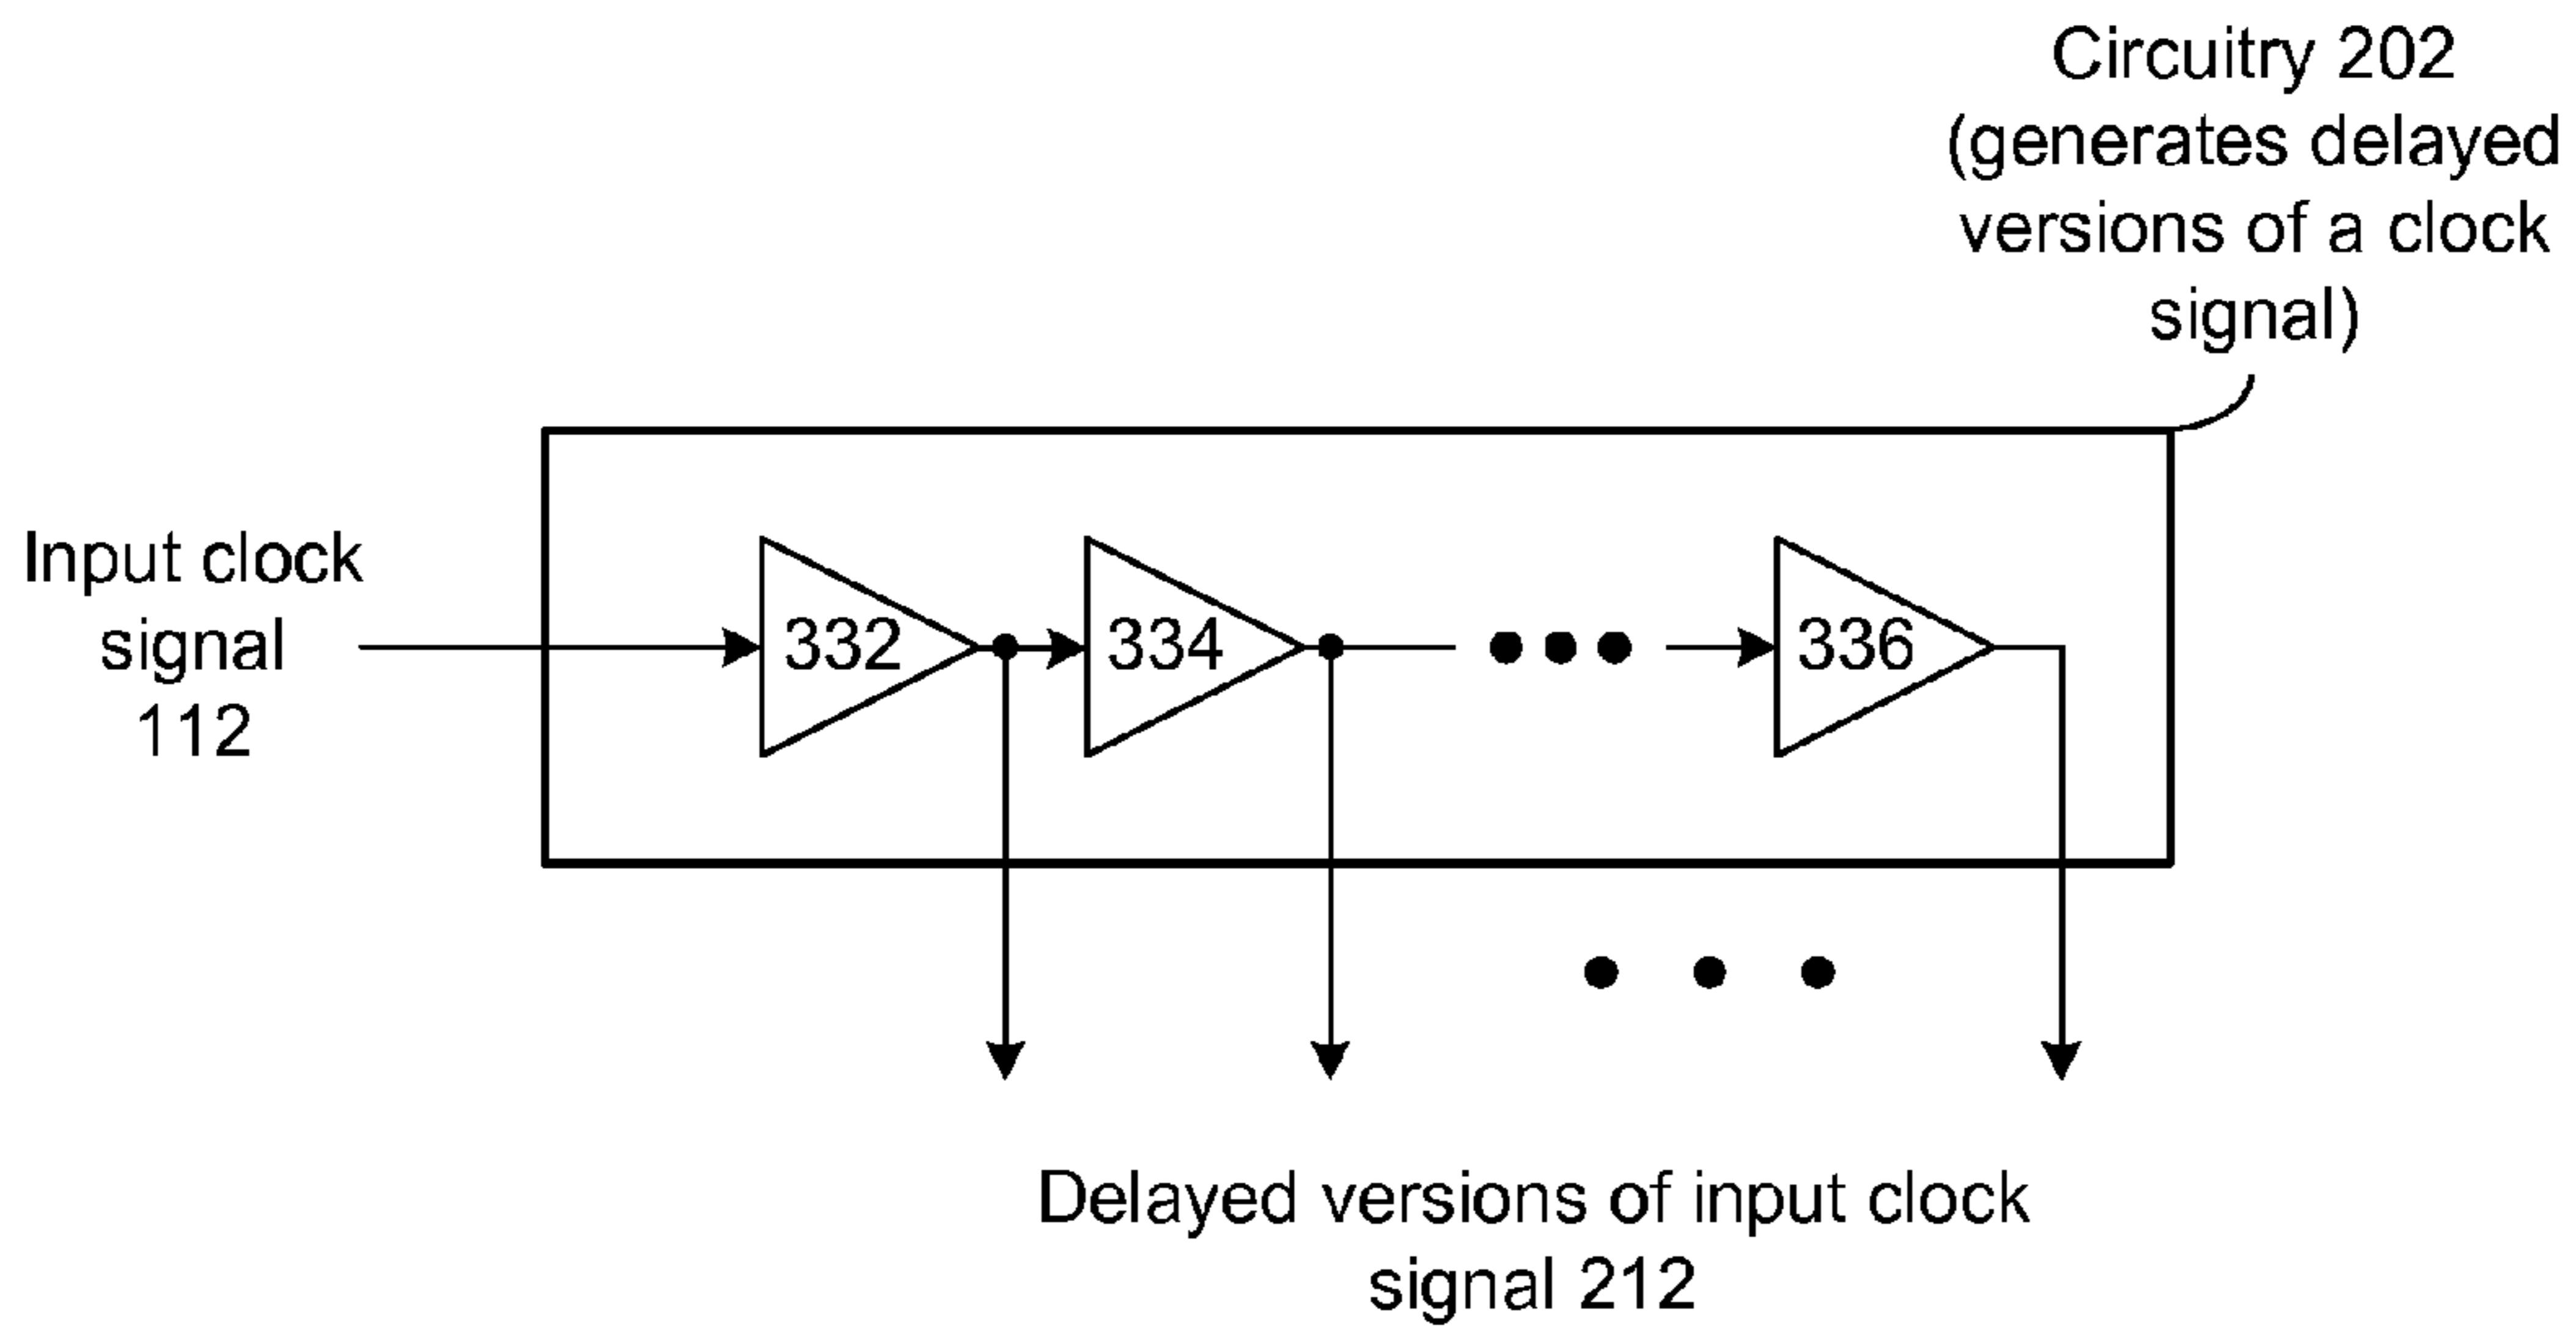 Circuitry 202
(generates delayed
versions of a clock
signal)
Input clock
signal
112
332
334
336
Delayed versions of input clock
signal 212